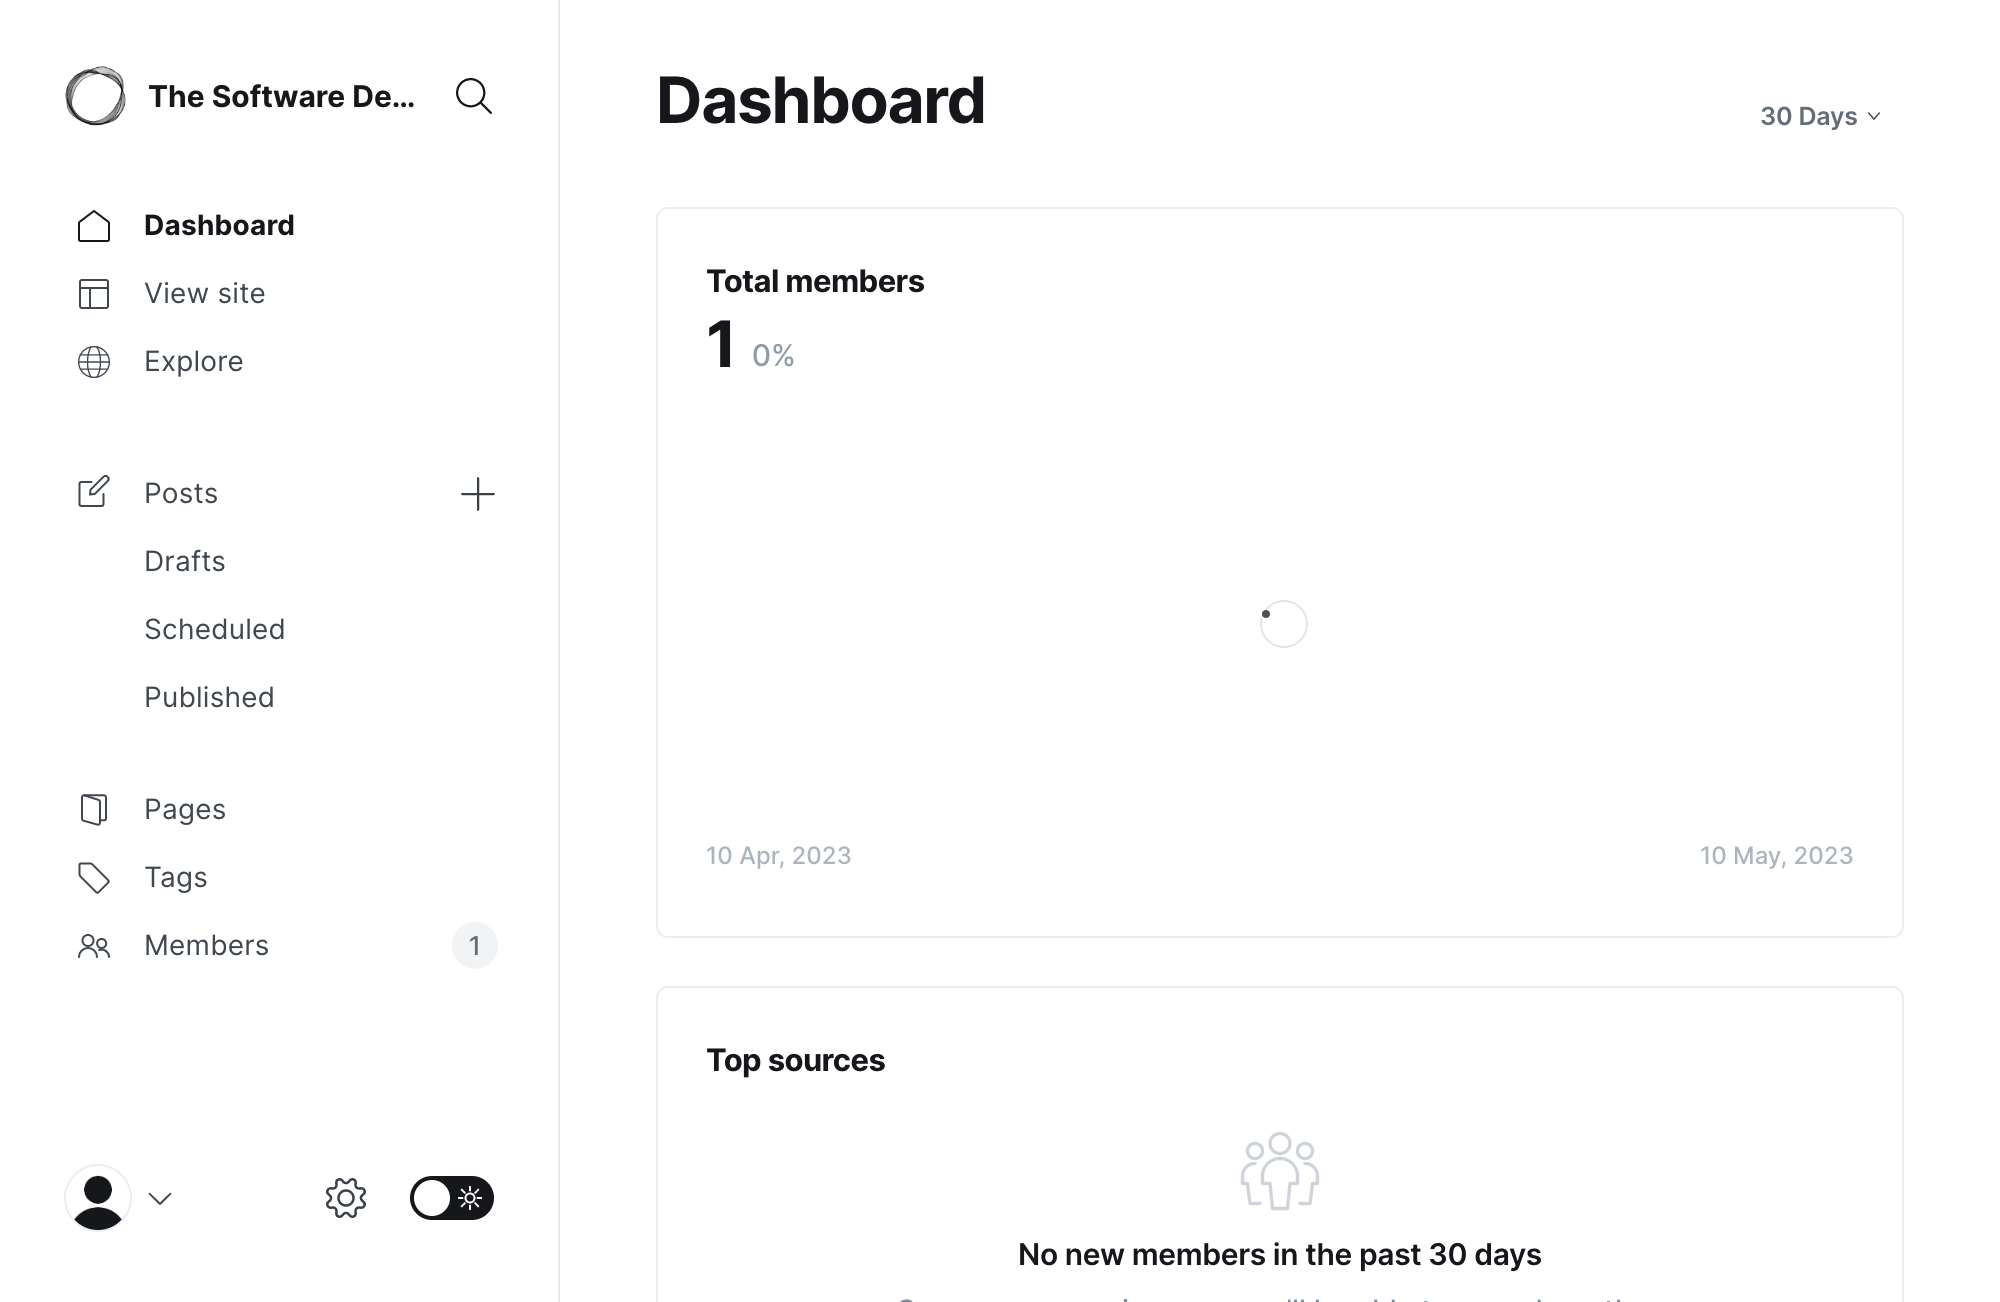 The Software De...
Dashboard
View site
Explore
Posts
Drafts
Scheduled
Published
Pages
Tags
Members
1
Dashboard
30 Days
Total members
1 0%
10 Apr, 2023
10 May, 2023
Top sources
No new members in the past 30 days